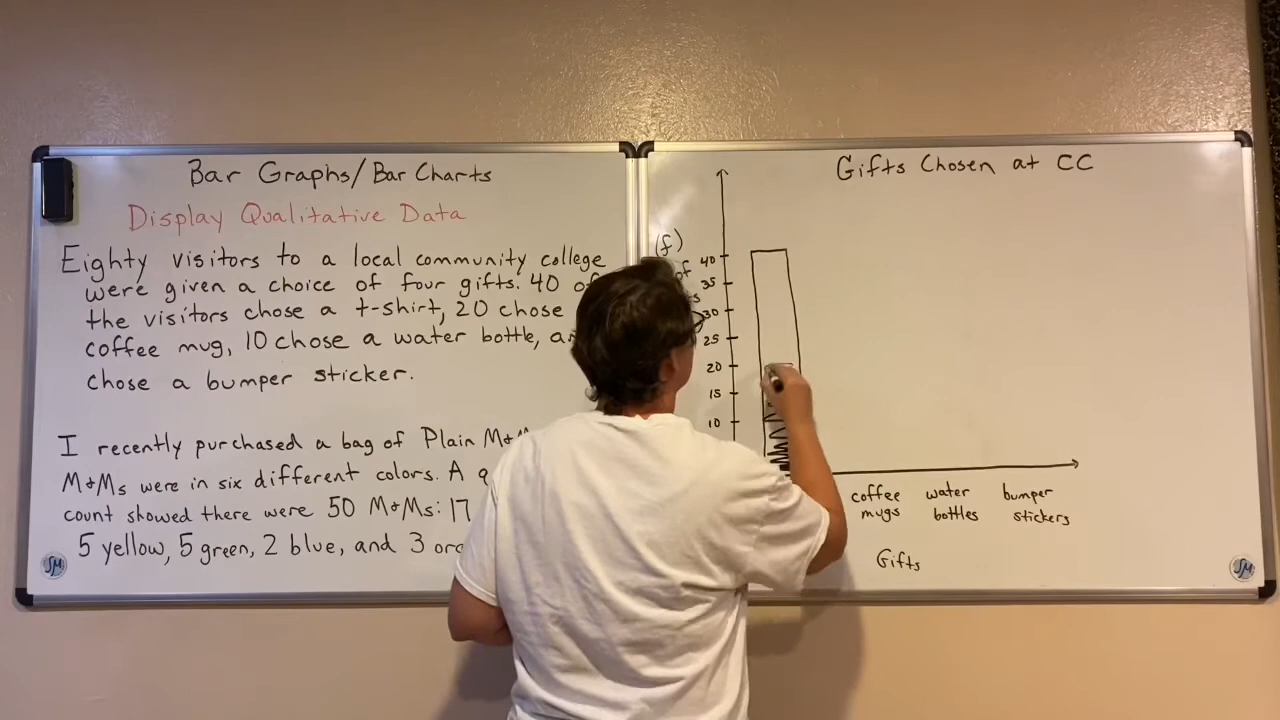 Bar Graphs/Bar Charts
Display Qualitative Data
Eighty visitors to a local community college
were given a choice of four gifts. 40 of
the visitors chose a t-shirt, 20 chose
coffee mug, 10 chose a water bottle,
chose a bumper sticker.
I recently purchased a bag of Plain
M&Ms were in six different colors. A
count showed there were 50 M&Ms: 17
5 yellow, 5 green, 2 blue, and 3
SM
Gifts Chosen at CC
(f)
of
40
35
30
25
20
15
10
coffee mugs
water bottles
bumper stickers
Gifts
SM